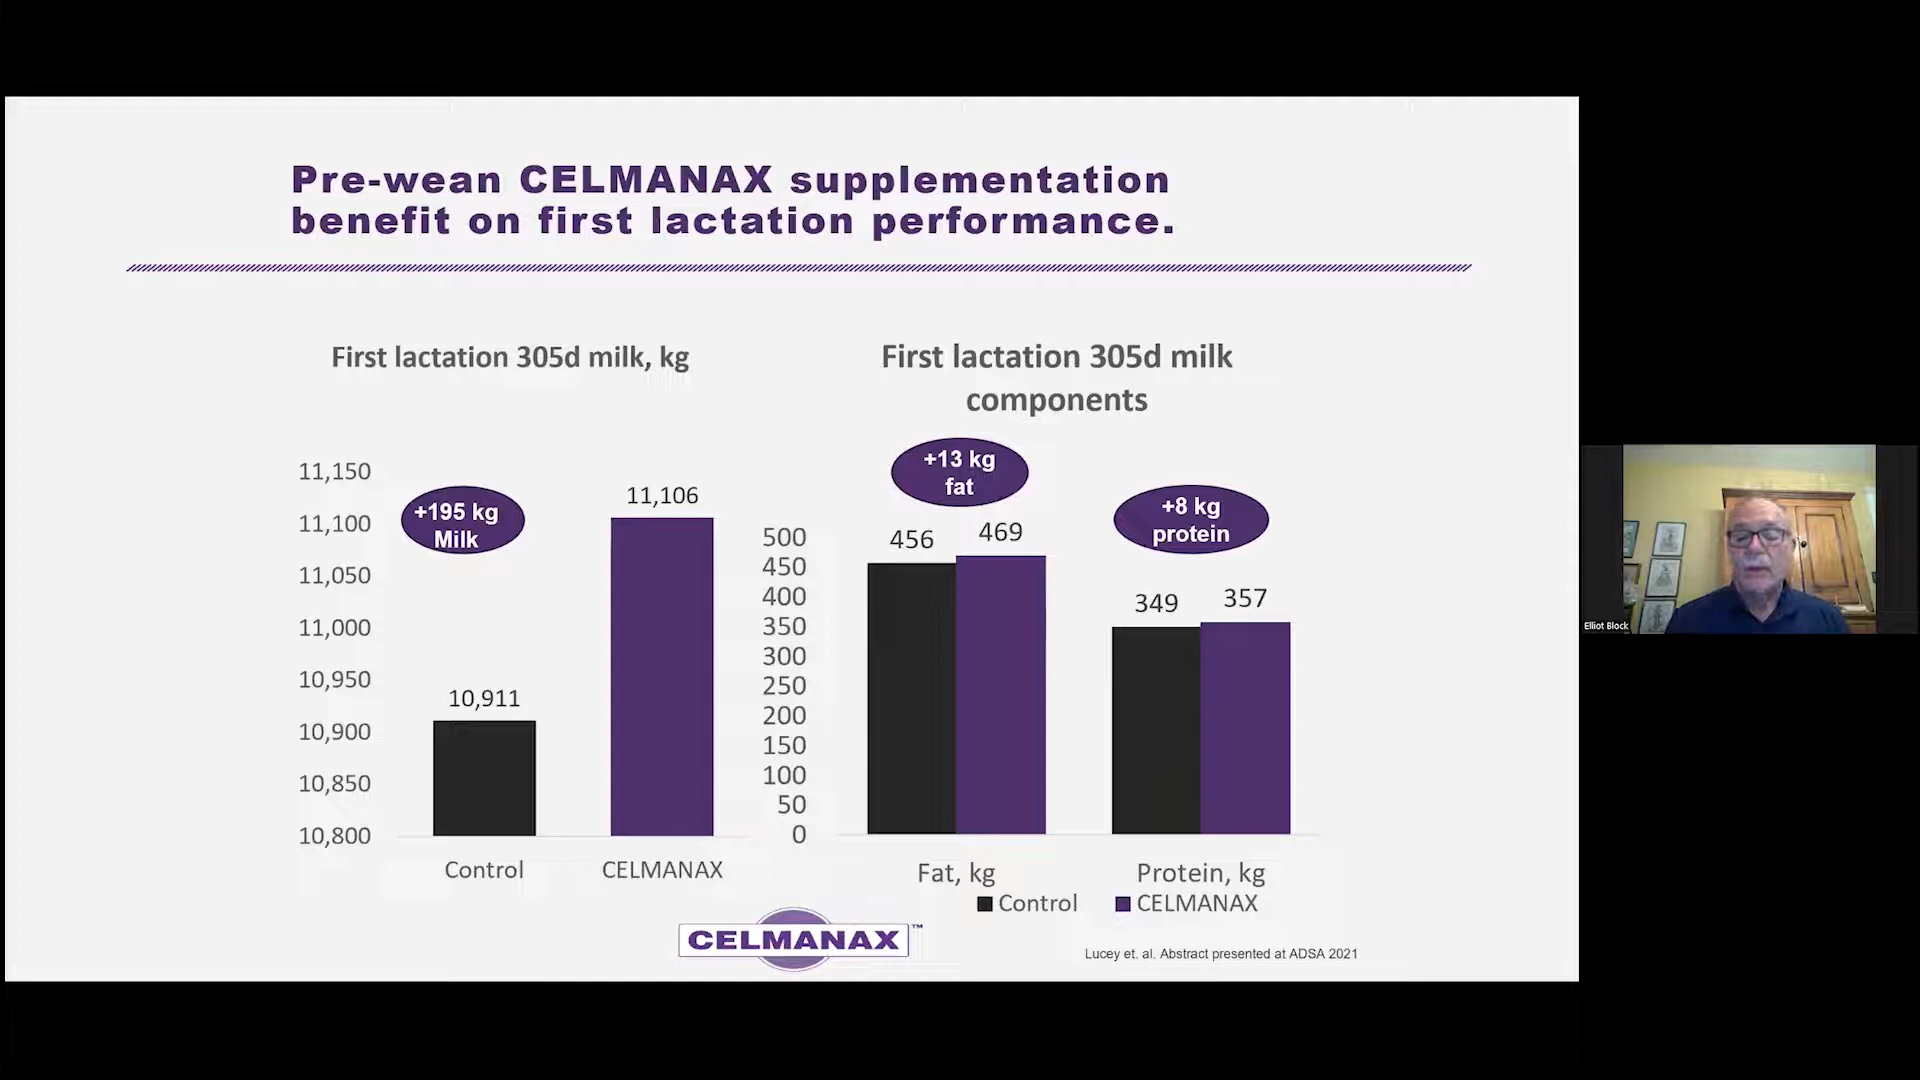 Pre-wean CELMANAX supplementation
benefit on first lactation performance.
First lactation 305d milk, kg
11,150
11,100
11,050
11,000
10,950
10,900
10,850
10,800
+195 kg
Milk
10,911
11,106
Control
CELMANAX
First lactation 305d milk
components
+13 kg
fat
+8 kg
protein
500
450
400
350
300
250
200
150
100
50
0
456
469
349
357
Fat, kg
Protein, kg
Control
CELMANAX
CELMANAX™
Lucey et. al. Abstract presented at ADSA 2021
Elliot Block